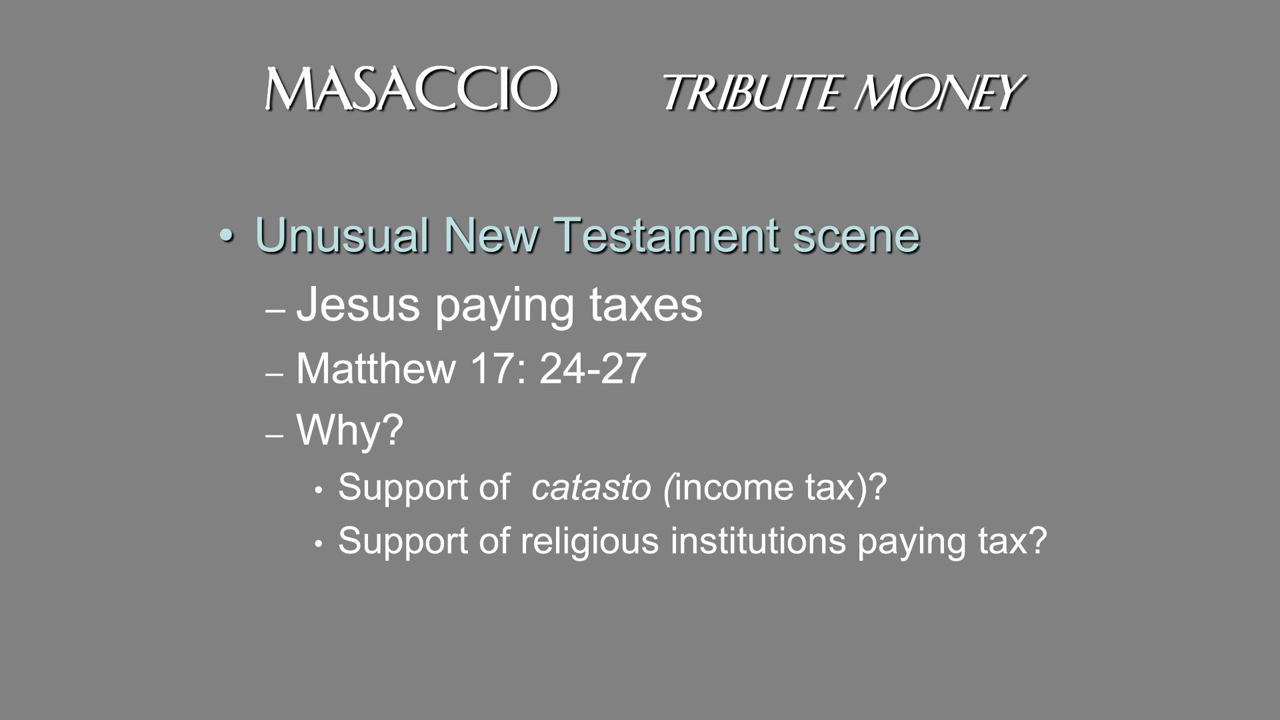 MASACCIO TRIBUTE MONEY
• Unusual New Testament scene
– Jesus paying taxes
– Matthew 17: 24-27
– Why?
• Support of catasto (income tax)?
• Support of religious institutions paying tax?